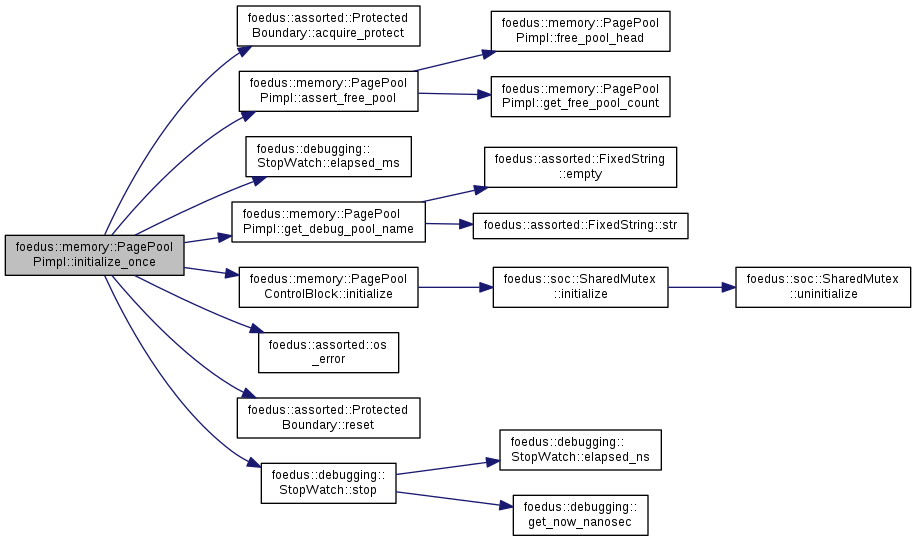 foedus::memory::PagePool
Pimpl::initialize_once
foedus::assorted::Protected
Boundary::acquire_protect
foedus::memory::PagePool
Pimpl::assert_free_pool
foedus::memory::PagePool
Pimpl::free_pool_head
foedus::memory::PagePool
Pimpl::get_free_pool_count
foedus::debugging::
StopWatch::elapsed_ms
foedus::memory::PagePool
Pimpl::get_debug_pool_name
foedus::assorted::FixedString
::empty
foedus::assorted::FixedString::str
foedus::memory::PagePool
ControlBlock::initialize
foedus::soc::SharedMutex
::initialize
foedus::soc::SharedMutex
::uninitialize
foedus::assorted::os
_error
foedus::assorted::Protected
Boundary::reset
foedus::debugging::
StopWatch::stop
foedus::debugging::
StopWatch::elapsed_ns
foedus::debugging::
get_now_nanosec